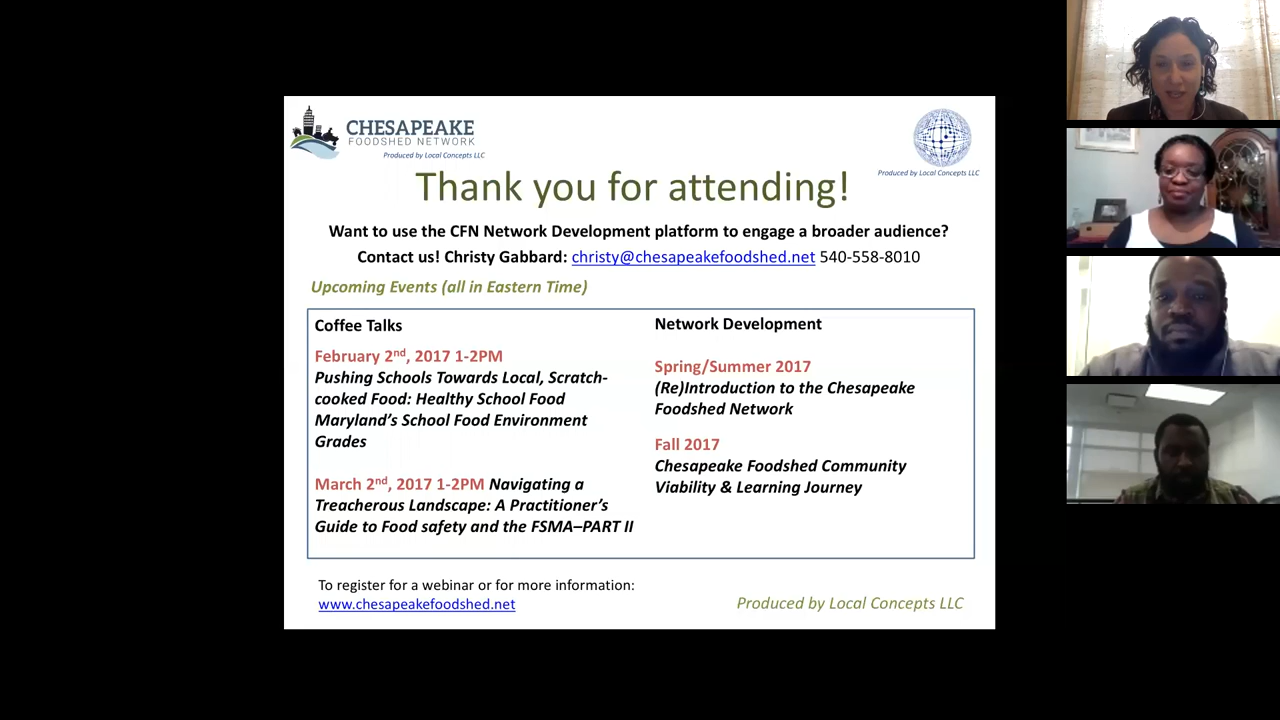 CHESAPEAKE
FOODSHED NETWORK
Produced by Local Concepts LLC
Produced by Local Concepts LLC
Thank you for attending!
Want to use the CFN Network Development platform to engage a broader audience?
Contact us! Christy Gabbard: christy@chesapeakefoodshed.net 540-558-8010
Upcoming Events (all in Eastern Time)
Coffee Talks
February 2nd, 2017 1-2PM
Pushing Schools Towards Local, Scratch-
cooked Food: Healthy School Food
Maryland's School Food Environment
Grades
March 2nd, 2017 1-2PM Navigating a
Treacherous Landscape: A Practitioner's
Guide to Food safety and the FSMA–PART II
Network Development
Spring/Summer 2017
(Re)Introduction to the Chesapeake
Foodshed Network
Fall 2017
Chesapeake Foodshed Community
Viability & Learning Journey
To register for a webinar or for more information:
www.chesapeakefoodshed.net
Produced by Local Concepts LLC